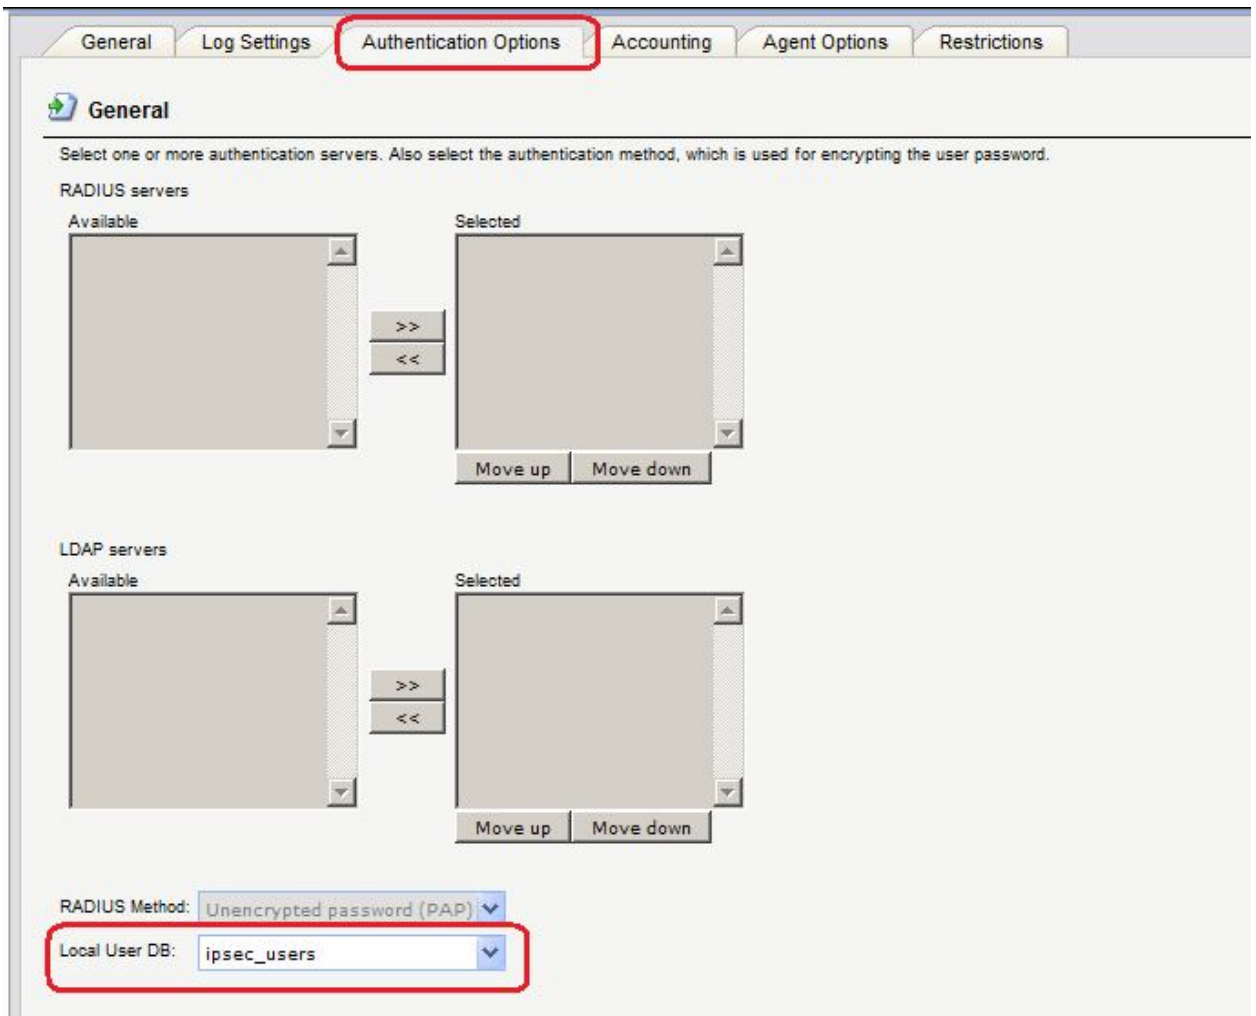 General Log Settings Authentication Options Accounting Agent Options Restrictions
General
Select one or more authentication servers. Also select the authentication method, which is used for encrypting the user password.
RADIUS servers
Available Selected
>>
<<
Move up Move down
LDAP servers
Available Selected
>>
<<
Move up Move down
RADIUS Method: Unencrypted password (PAP)
Local User DB: ipsec_users